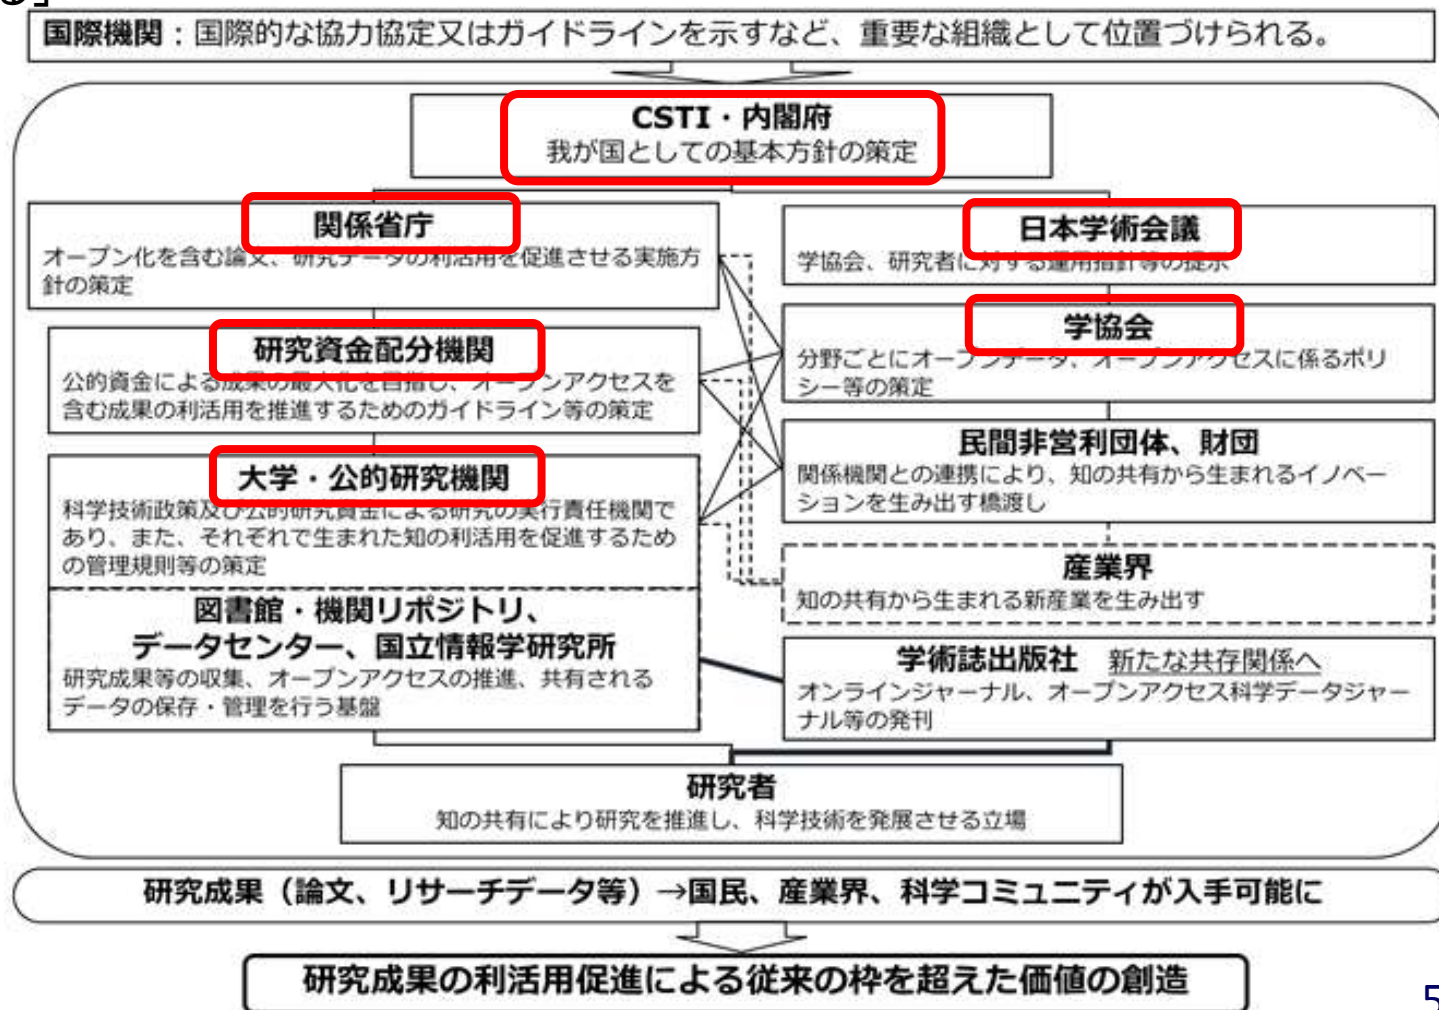 国際機関：国際的な協力協定又はガイドラインを示すなど、重要な組織として位置づけられる。
CSTI・内閣府
我が国としての基本方針の策定
関係省庁
オープン化を含む論文、研究データの利活用を促進させる実施方
針の策定
研究資金配分機関
公的資金による成果の最大化を目指し、オープンアクセスを
含む成果の利活用を推進するためのガイドライン等の策定
大学・公的研究機関
科学技術政策及び公的研究資金による研究の実行責任機関で
あり、また、それぞれで生まれた知の利活用を促進するため
の管理規則等の策定
図書館・機関リポジトリ、
データセンター、国立情報学研究所
研究成果等の収集、オープンアクセスの推進、共有される
データの保存・管理を行う基盤
日本学術会議
学協会、研究者に対する運用指針等の提示
学協会
分野ごとにオープンデータ、オープンアクセスに係るポリ
シー等の策定
民間非営利団体、財団
関係機関との連携により、知の共有から生まれるイノベー
ションを生み出す橋渡し
産業界
知の共有から生まれる新産業を生み出す
学術誌出版社 新たな共存関係へ
オンラインジャーナル、オープンアクセス科学データジャー
ナル等の発刊
研究者
知の共有により研究を推進し、科学技術を発展させる立場
研究成果（論文、リサーチデータ等）→国民、産業界、科学コミュニティが入手可能に
研究成果の利活用促進による従来の枠を超えた価値の創造
5